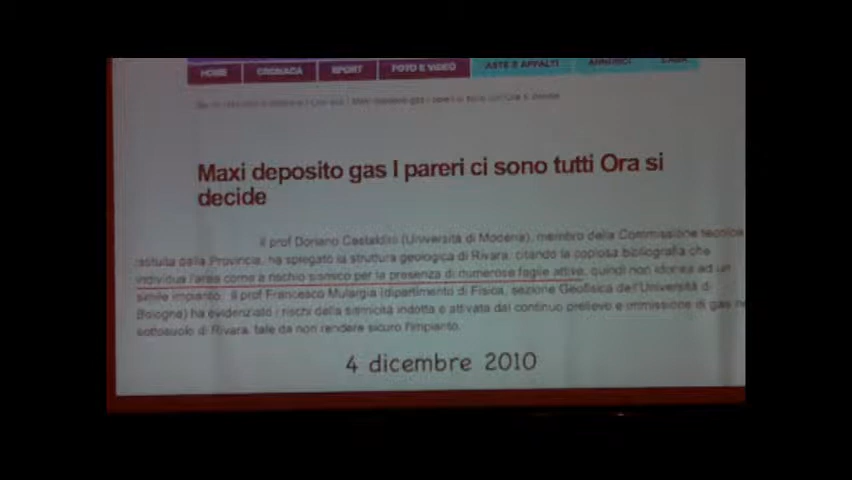 HOME CRONACA SPORT FOTO E VIDEO ASTE E APPALTI ANNUNCI CASA
Maxi deposito gas I pareri ci sono tutti Ora si
decide
Il prof Doriano Castaldini (Università di Modena), membro della Commissione tecnica
istituita dalla Provincia, ha spiegato la struttura geologica di Rivara, citando la copiosa bibliografia che
individua l'area come a rischio sismico per la presenza di numerose faglie attive, quindi non idonea ad un
simile impianto. Il prof Francesco Mulargia (dipartimento di Fisica, sezione Geofisica dell'Università di
Bologna) ha evidenziato i rischi della sismicità indotta e attivata dal continuo prelievo e immissione di gas ne
sottosuolo di Rivara, tale da non rendere sicuro l'impianto.
4 dicembre 2010